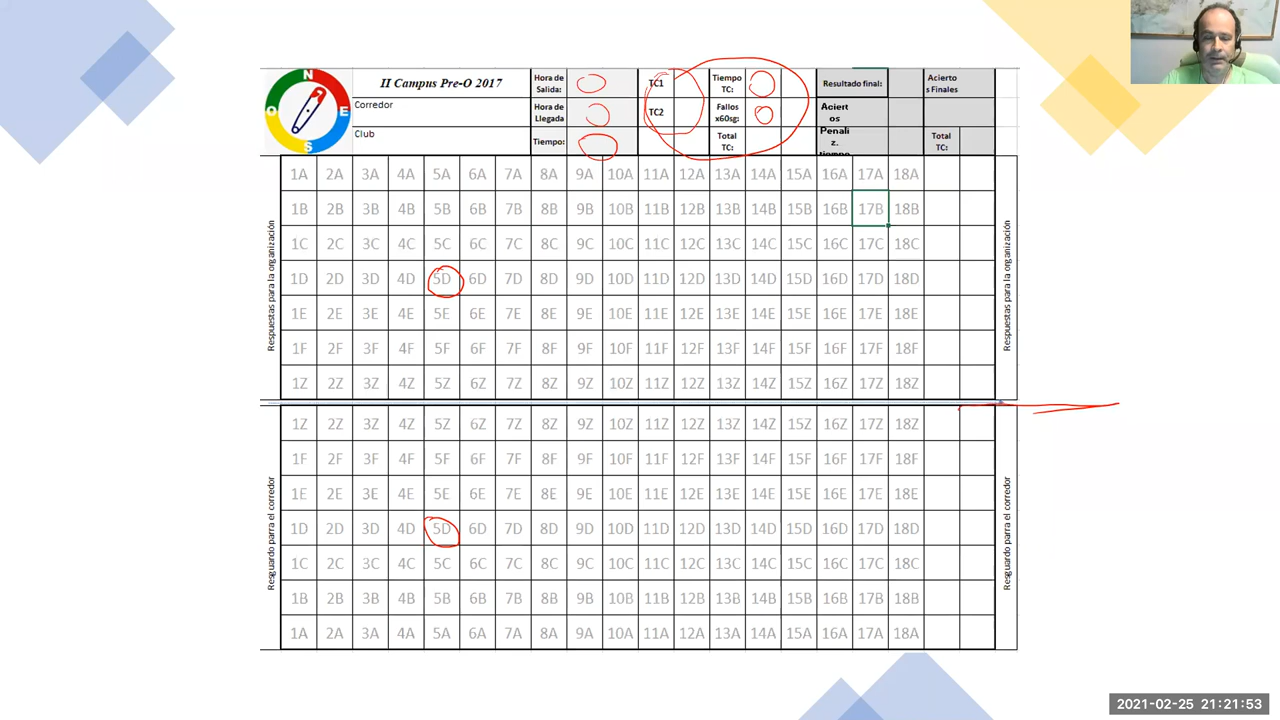 N
O
E
S
II Campus Pre-O 2017
Corredor
Club
Hora de Salida:
Hora de Llegada
Tiempo:
TC1
TC2
Tiempo TC:
Fallos x60sg:
Total TC:
Resultado final:
Aciert os
Penali z. tiempo
Acierto s Finales
Total TC:
Respuestas para la organización
1A 2A 3A 4A 5A 6A 7A 8A 9A 10A 11A 12A 13A 14A 15A 16A 17A 18A
1B 2B 3B 4B 5B 6B 7B 8B 9B 10B 11B 12B 13B 14B 15B 16B 17B 18B
1C 2C 3C 4C 5C 6C 7C 8C 9C 10C 11C 12C 13C 14C 15C 16C 17C 18C
1D 2D 3D 4D 5D 6D 7D 8D 9D 10D 11D 12D 13D 14D 15D 16D 17D 18D
1E 2E 3E 4E 5E 6E 7E 8E 9E 10E 11E 12E 13E 14E 15E 16E 17E 18E
1F 2F 3F 4F 5F 6F 7F 8F 9F 10F 11F 12F 13F 14F 15F 16F 17F 18F
1Z 2Z 3Z 4Z 5Z 6Z 7Z 8Z 9Z 10Z 11Z 12Z 13Z 14Z 15Z 16Z 17Z 18Z
Respuestas para la organización
Resguardo parra el corredor
1Z 2Z 3Z 4Z 5Z 6Z 7Z 8Z 9Z 10Z 11Z 12Z 13Z 14Z 15Z 16Z 17Z 18Z
1F 2F 3F 4F 5F 6F 7F 8F 9F 10F 11F 12F 13F 14F 15F 16F 17F 18F
1E 2E 3E 4E 5E 6E 7E 8E 9E 10E 11E 12E 13E 14E 15E 16E 17E 18E
1D 2D 3D 4D 5D 6D 7D 8D 9D 10D 11D 12D 13D 14D 15D 16D 17D 18D
1C 2C 3C 4C 5C 6C 7C 8C 9C 10C 11C 12C 13C 14C 15C 16C 17C 18C
1B 2B 3B 4B 5B 6B 7B 8B 9B 10B 11B 12B 13B 14B 15B 16B 17B 18B
1A 2A 3A 4A 5A 6A 7A 8A 9A 10A 11A 12A 13A 14A 15A 16A 17A 18A
Resguardo parra el corredor
2021-02-25 21:21:53